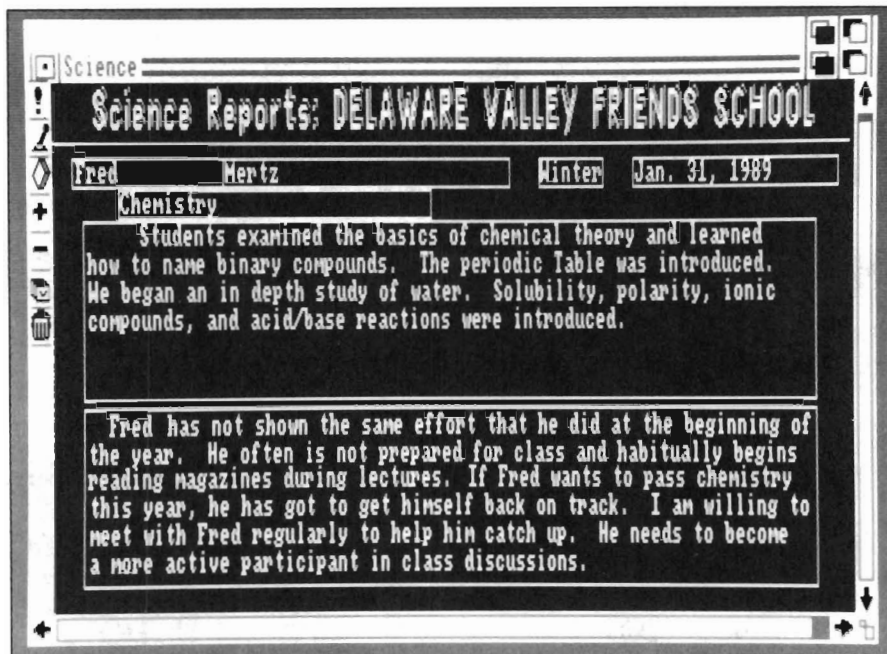 Science
Science Reports: DELAWARE VALLEY FRIENDS SCHOOL
Fred Mertz Winter Jan. 31, 1989
Chemistry
Students examined the basics of chemical theory and learned
how to name binary compounds. The periodic Table was introduced.
We began an in depth study of water. Solubility, polarity, ionic
compounds, and acid/base reactions were introduced.
Fred has not shown the same effort that he did at the beginning of
the year. He often is not prepared for class and habitually begins
reading magazines during lectures. If Fred wants to pass chemistry
this year, he has got to get himself back on track. I am willing to
meet with Fred regularly to help him catch up. He needs to become
a more active participant in class discussions.